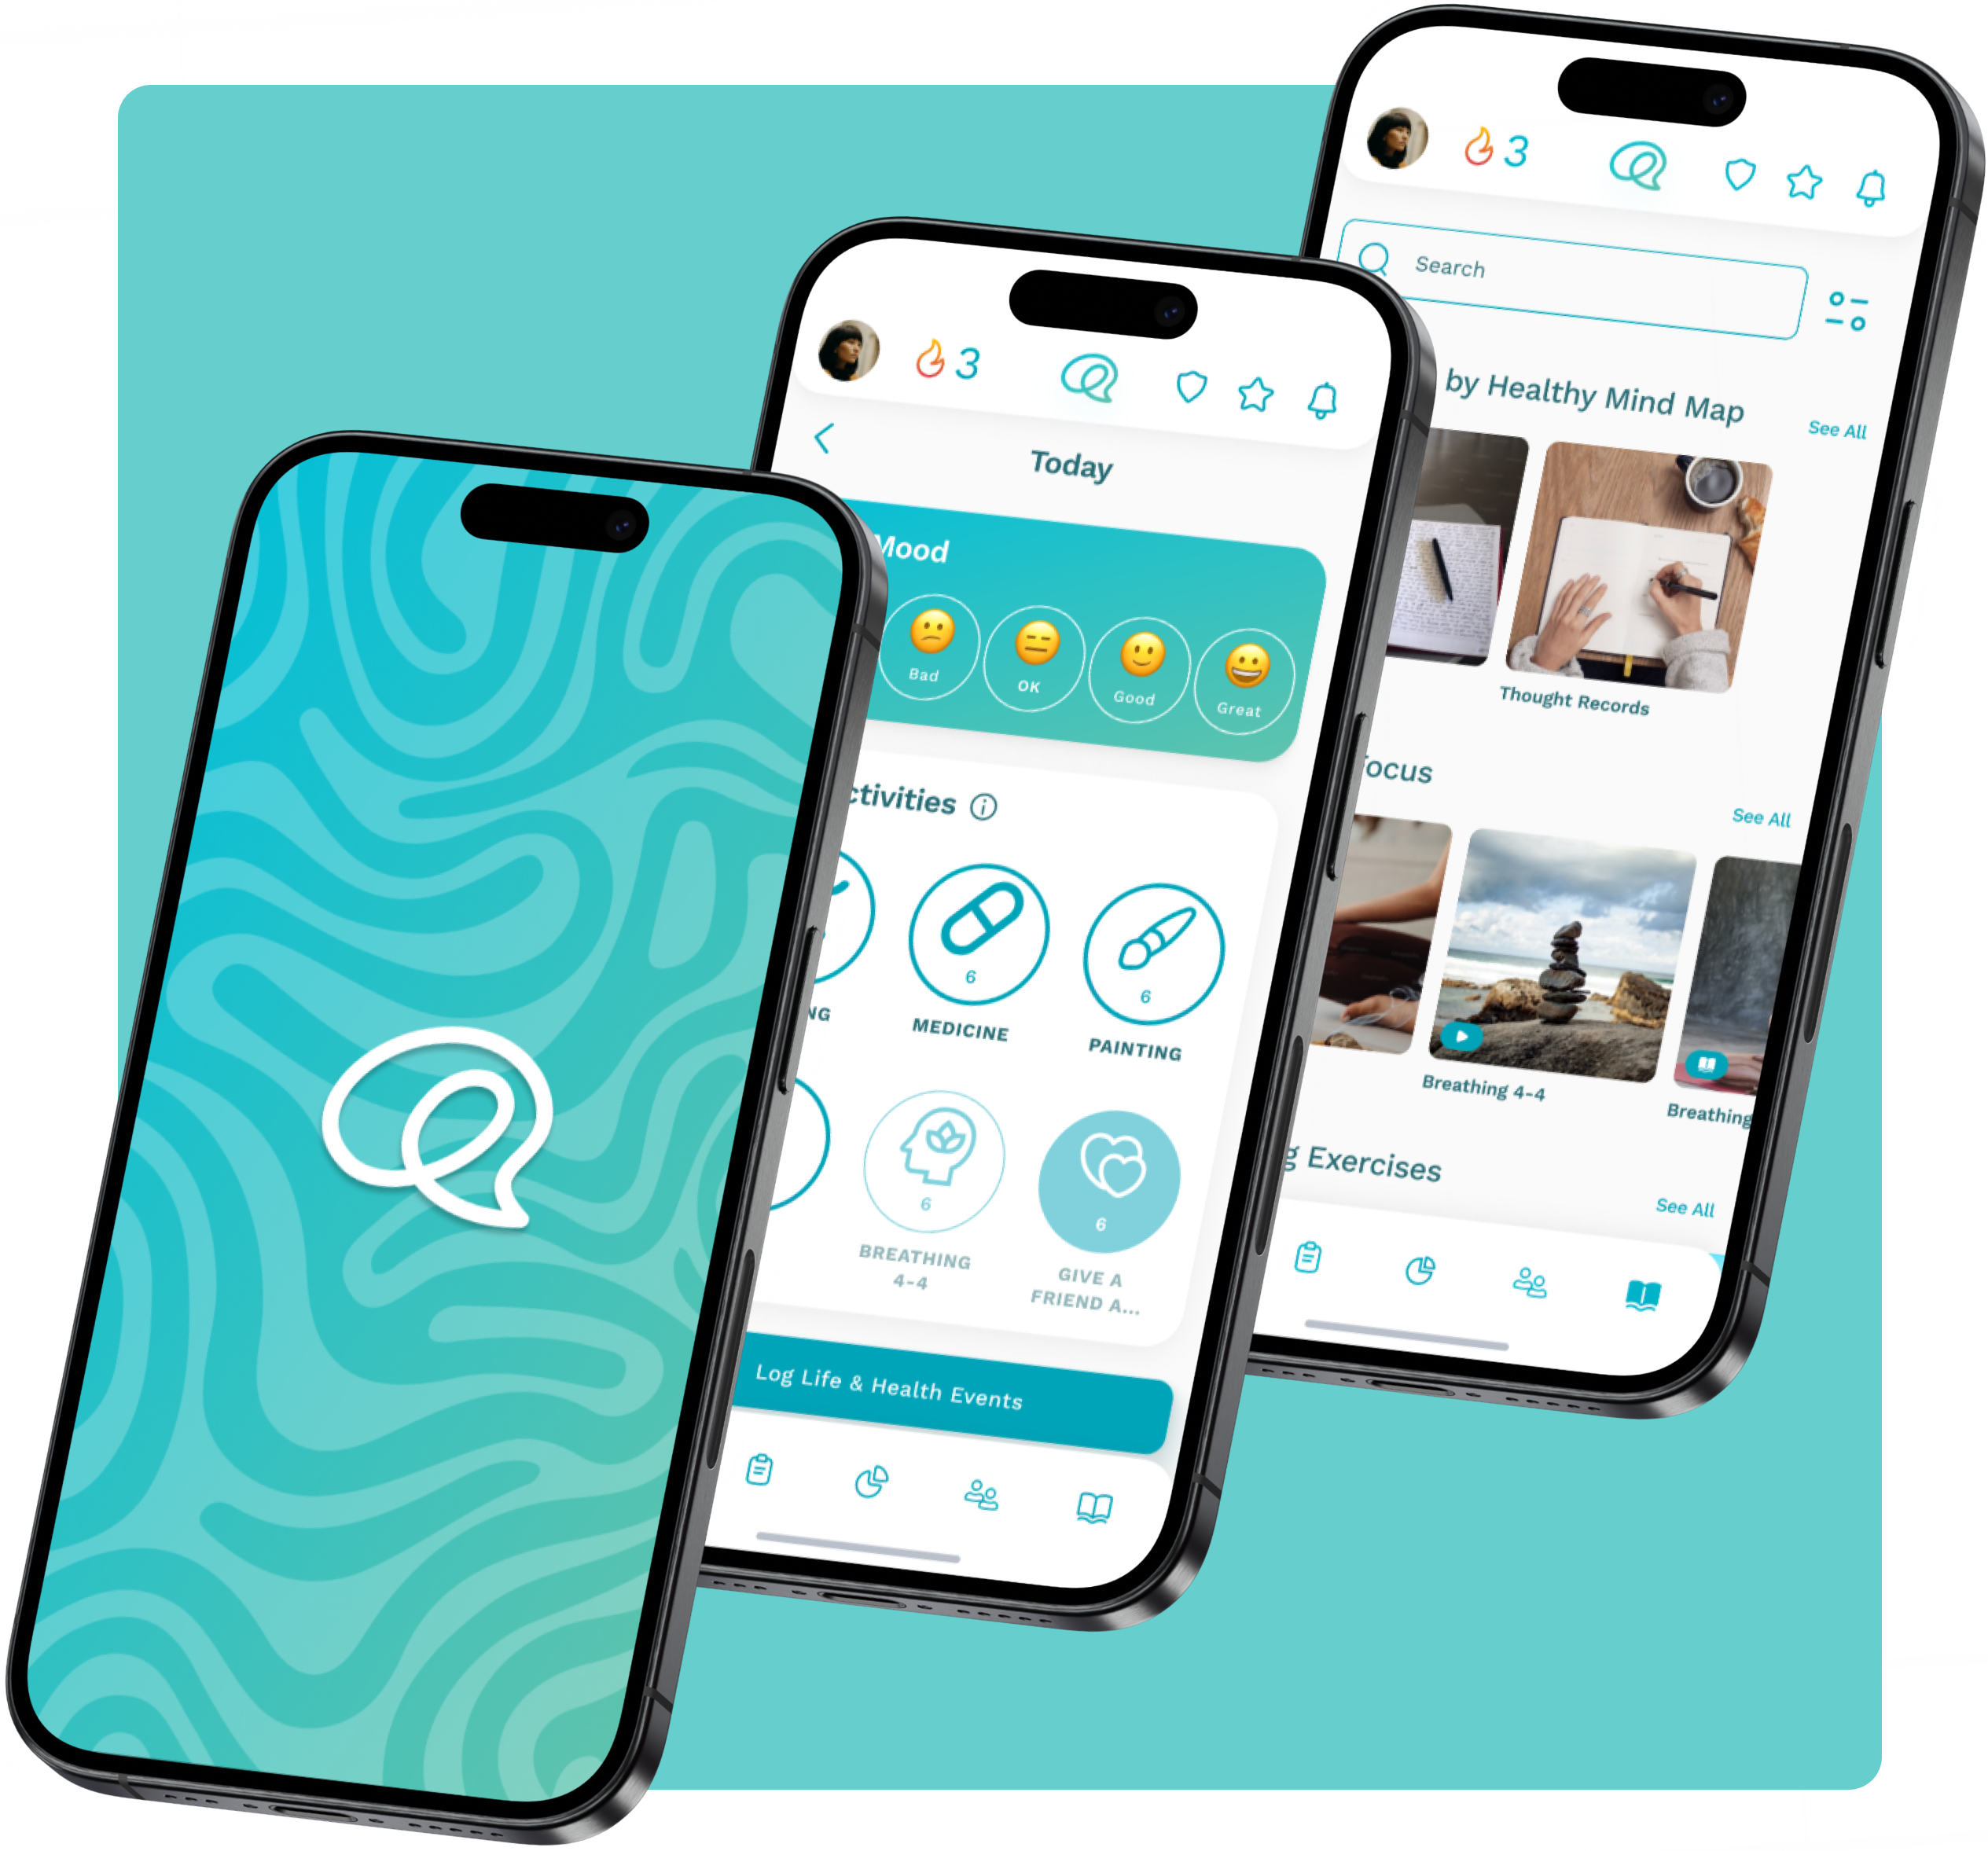 3
Today
Mood
Bad
OK
Good
Great
ctivities
6
6
NG
MEDICINE
PAINTING
6
6
BREATHING
4-4
GIVE A
FRIEND A...
Log Life & Health Events
3
Search
by Healthy Mind Map
See All
Thought Records
ocus
See All
Breathing 4-4
Breathing
g Exercises
See All